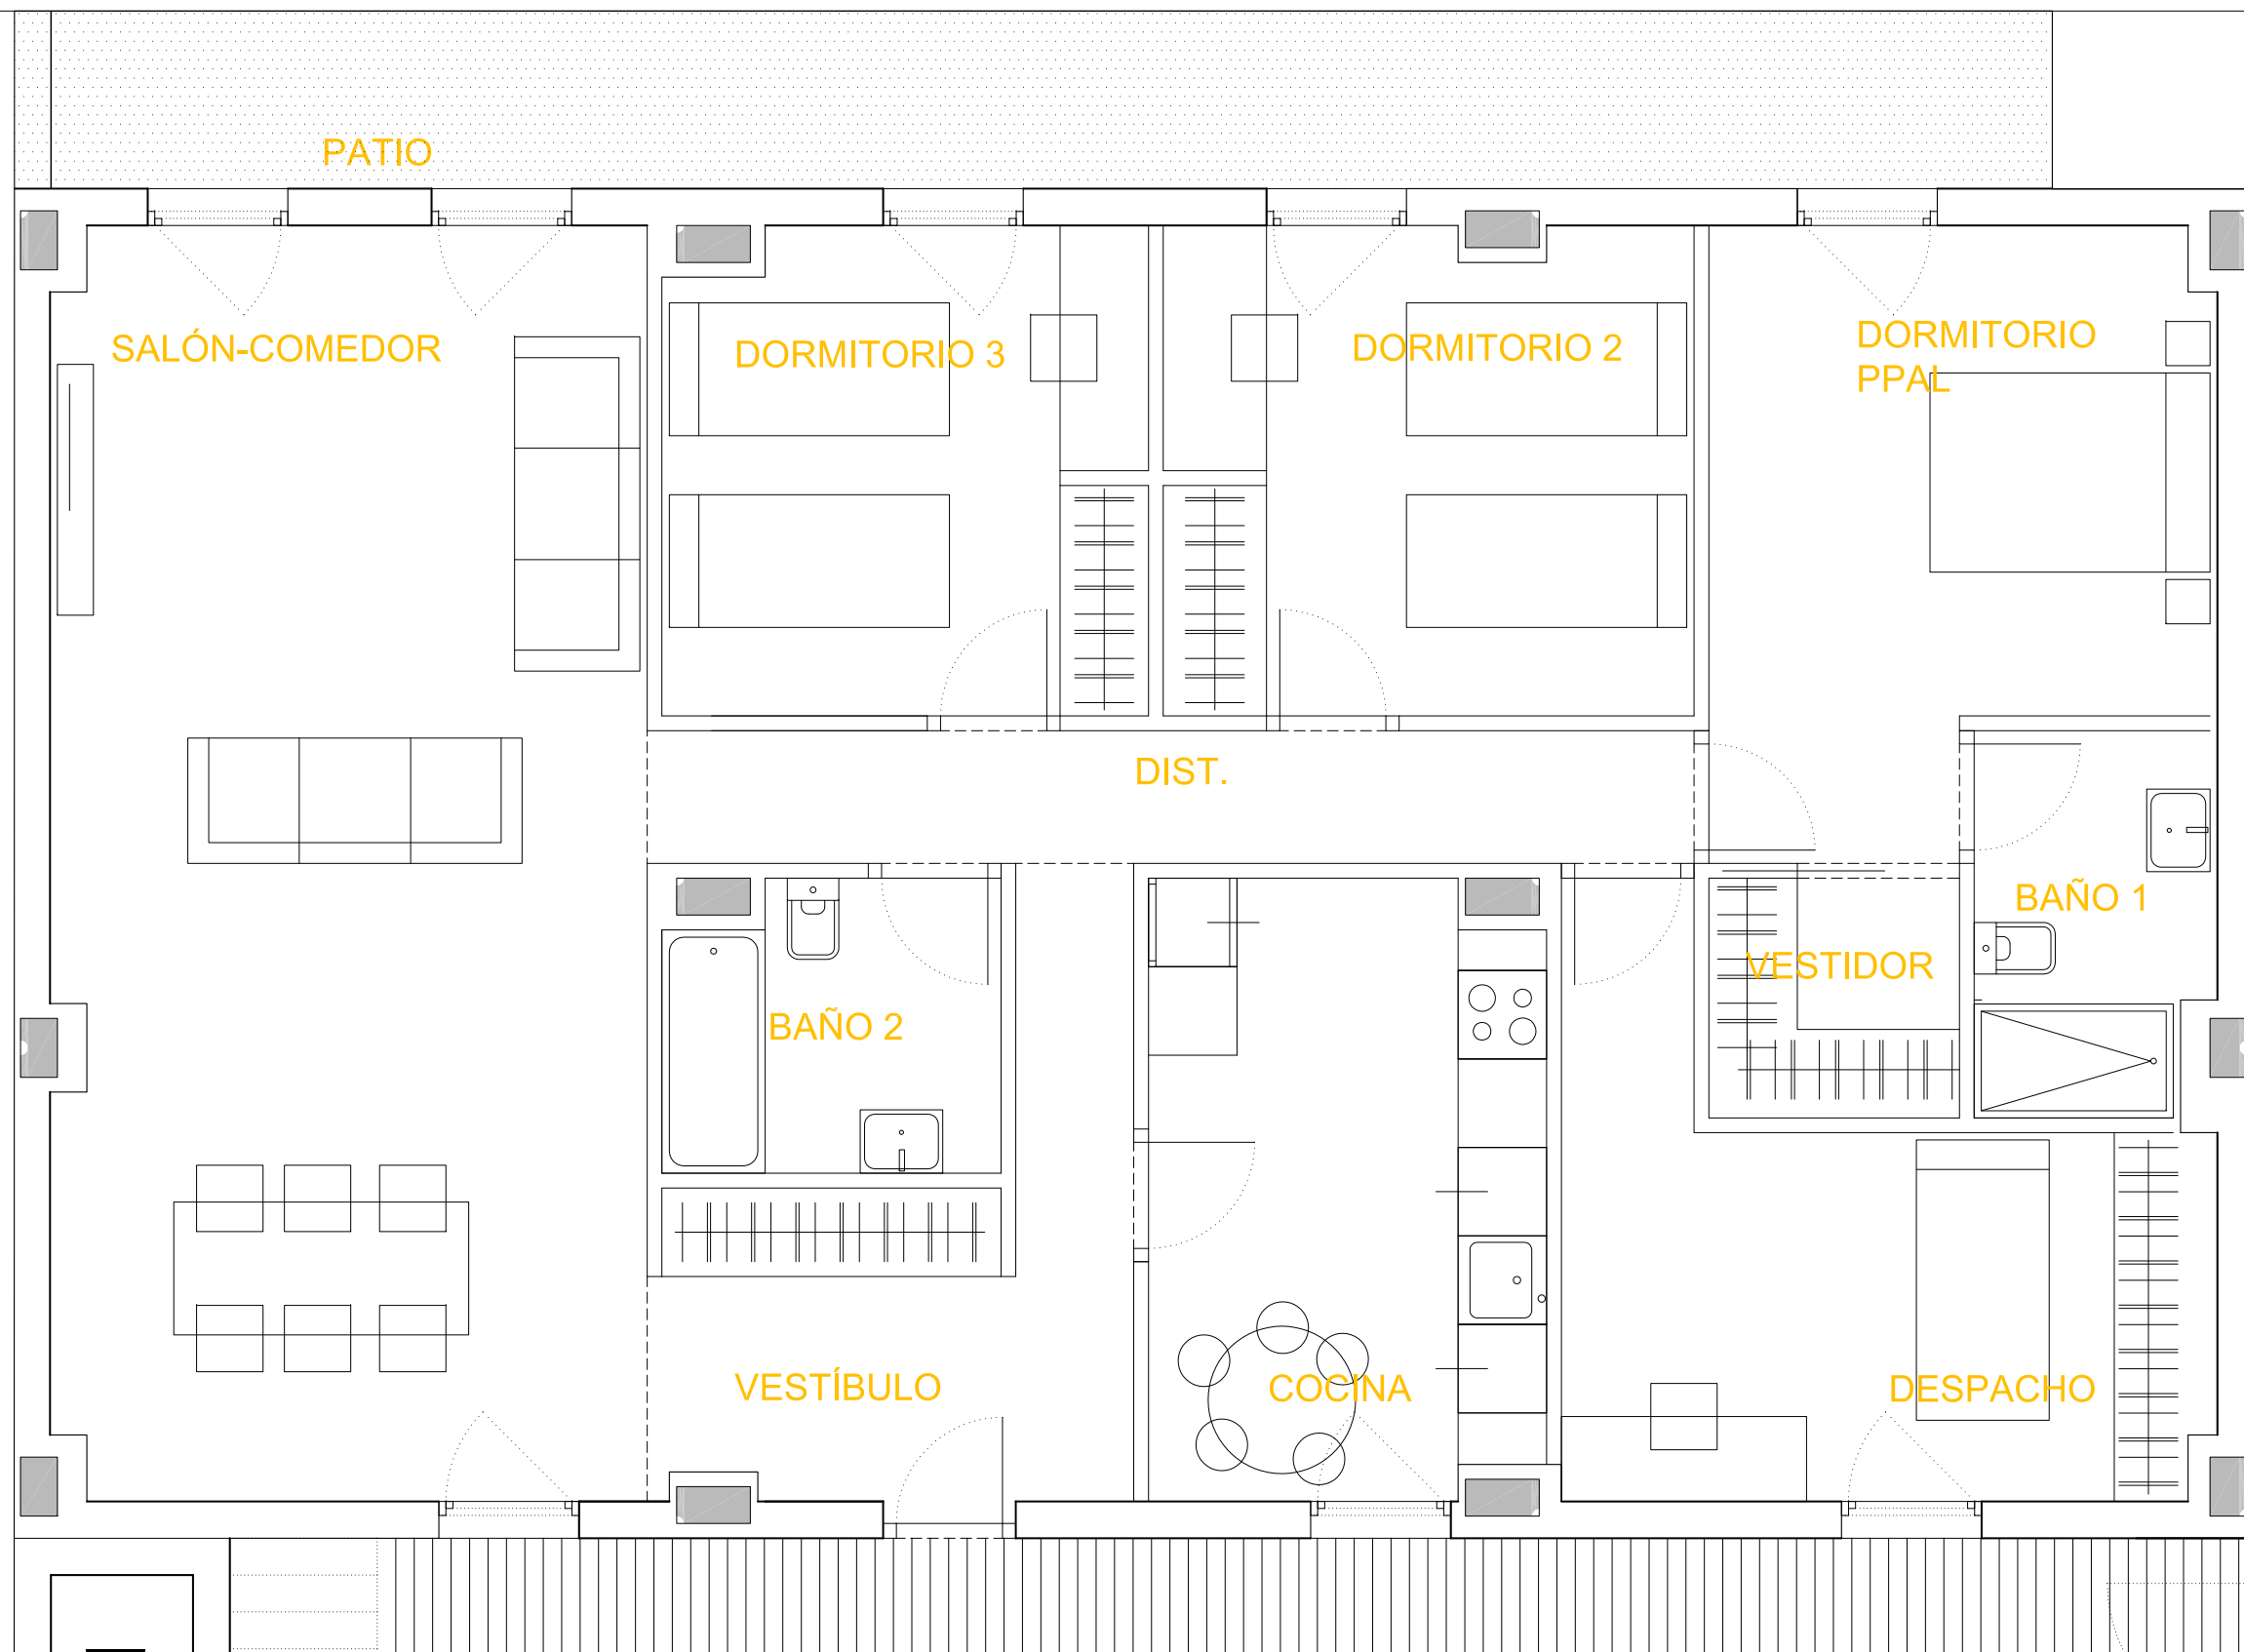 PATIO
SALÓN-COMEDOR
DORMITORIO 3
DORMITORIO 2
DORMITORIO
PPAL
DIST.
BAÑO 1
VESTIDOR
BAÑO 2
VESTÍBULO
COCINA
DESPACHO